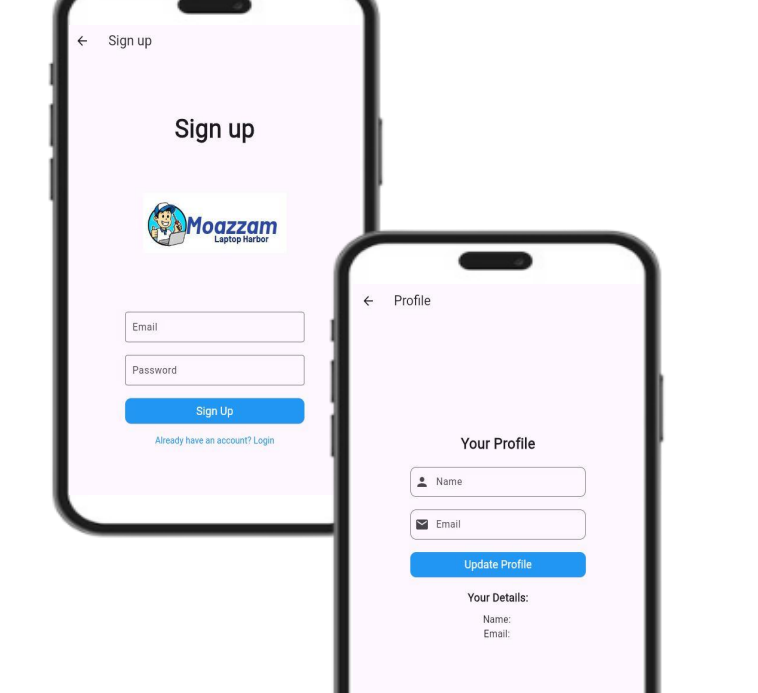 Sign up
Sign up
Moazzam
Laptop Harbor
Email
Password
Sign Up
Already have an account? Login
Profile
Your Profile
Name
Email
Update Profile
Your Details:
Name:
Email: